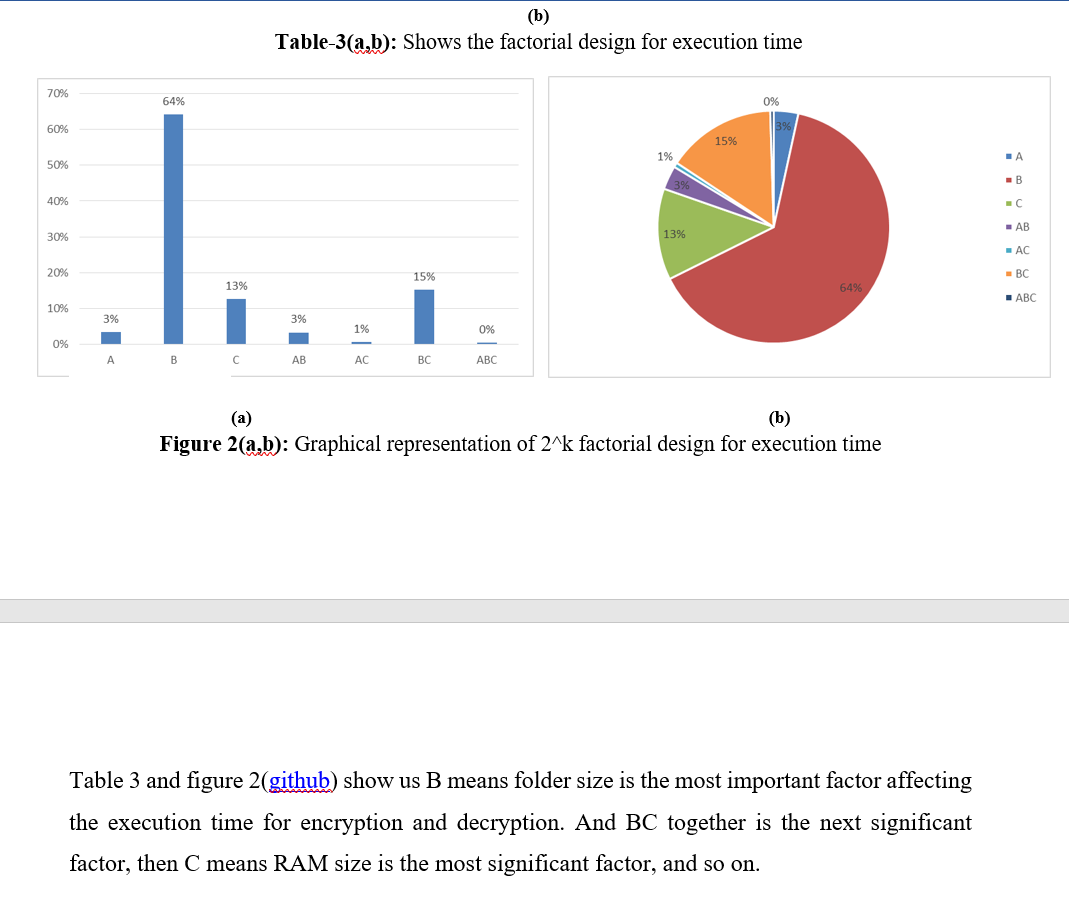 (b)
Table-3(a,b): Shows the factorial design for execution time
70%
60%
50%
40%
30%
20%
10%
0%
3%
64%
13%
3%
1%
15%
0%
A B C AB AC BC ABC
0%
3%
15%
1%
3%
13%
64%
A
B
C
AB
AC
BC
ABC
(a) (b)
Figure 2(a,b): Graphical representation of 2^k factorial design for execution time
Table 3 and figure 2(github) show us B means folder size is the most important factor affecting
the execution time for encryption and decryption. And BC together is the next significant
factor, then C means RAM size is the most significant factor, and so on.